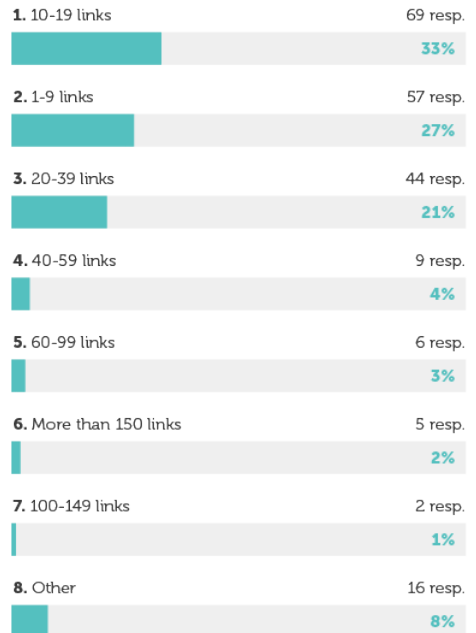 1. 10-19 links 69 resp.
33%
2. 1-9 links 57 resp.
27%
3. 20-39 links 44 resp.
21%
4. 40-59 links 9 resp.
4%
5. 60-99 links 6 resp.
3%
6. More than 150 links 5 resp.
2%
7. 100-149 links 2 resp.
1%
8. Other 16 resp.
8%